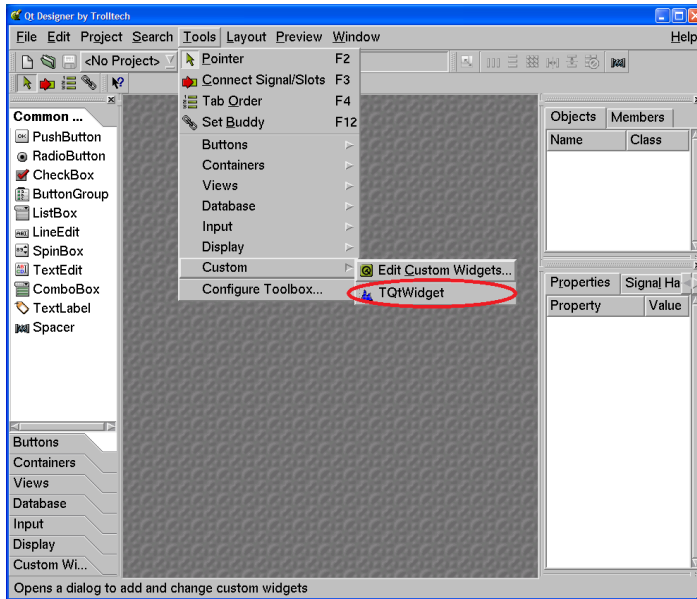 Qt Designer by Trolltech
File Edit Project Search Tools Layout Preview Window Help
<No Project>
Pointer F2
Connect Signal/Slots F3
Tab Order F4
Set Buddy F12
Buttons
Containers
Views
Database
Input
Display
Custom
Configure Toolbox...
Edit Custom Widgets...
TQtWidget
Common ...
PushButton
RadioButton
CheckBox
ButtonGroup
ListBox
LineEdit
SpinBox
TextEdit
ComboBox
TextLabel
Spacer
Buttons
Containers
Views
Database
Input
Display
Custom Wi...
Objects Members
Name Class
Properties Signal Ha
Property Value
Opens a dialog to add and change custom widgets